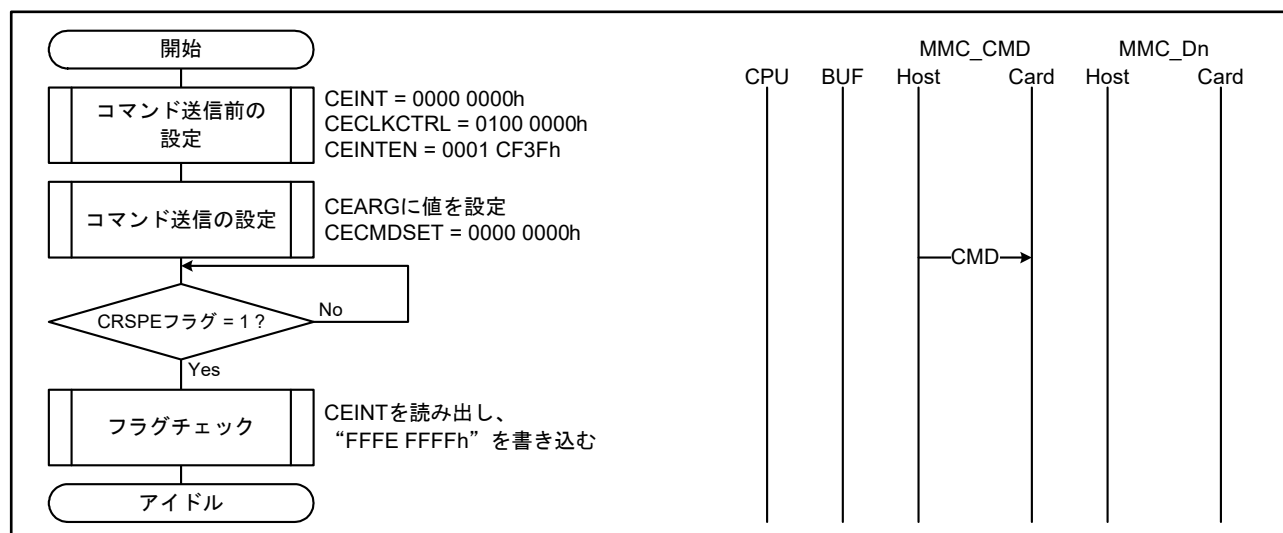 開始
コマンド送信前の
設定
CEINT = 0000 0000h
CECLKCTRL = 0100 0000h
CEINTEN = 0001 CF3Fh
コマンド送信の設定
CEARGに値を設定
CECMDSET = 0000 0000h
CRSPEフラグ = 1 ?
No
Yes
フラグチェック
CEINTを読み出し、
“FFFE FFFFh”を書き込む
アイドル
MMC_CMD MMC_Dn
CPU BUF Host Card Host Card
CMD